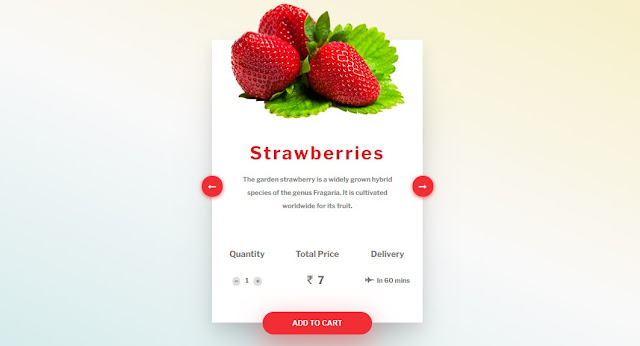 Strawberries
The garden strawberry is a widely grown hybrid
species of the genus Fragaria. It is cultivated
worldwide for its fruit.
Quantity Total Price Delivery
− 1 + ₹ 7 In 60 mins
ADD TO CART